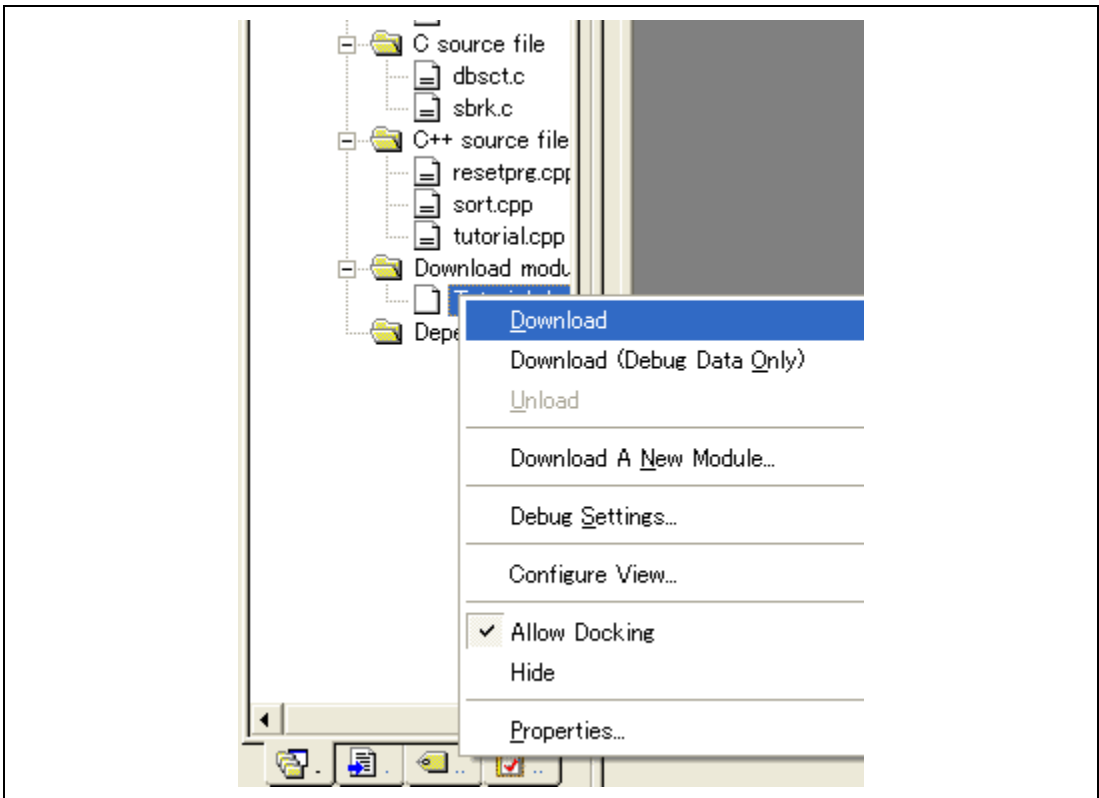 C source file
dbsct.c
sbrk.c
C++ source file
resetprg.cpp
sort.cpp
tutorial.cpp
Download modu
Depe
Download
Download (Debug Data Only)
Unload
Download A New Module...
Debug Settings...
Configure View...
Allow Docking
Hide
Properties...